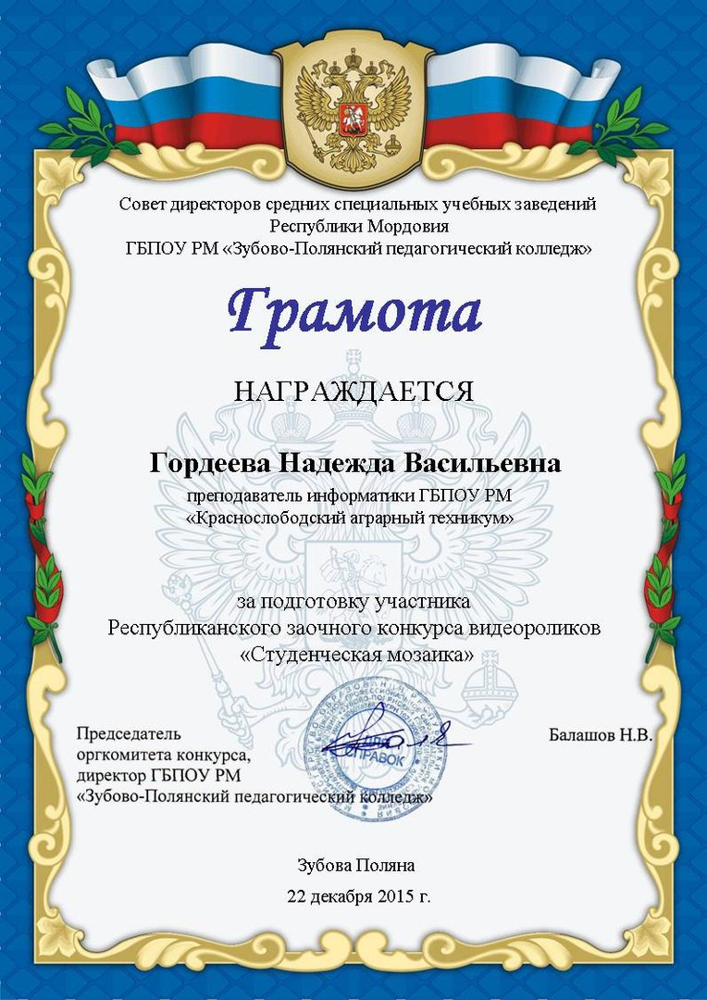 Совет директоров средних специальных учебных заведений
Республики Мордовия
ГБПОУ РМ «Зубово-Полянский педагогический колледж»
Грамота
НАГРАЖДАЕТСЯ
Гордеева Надежда Васильевна
преподаватель информатики ГБПОУ РМ
«Краснослободский аграрный техникум»
за подготовку участника
Республиканского заочного конкурса видеороликов
«Студенческая мозаика»
Председатель
оргкомитета конкурса,
директор ГБПОУ РМ
«Зубово-Полянский педагогический колледж»
Балашов Н.В.
ДЛЯ
СПРАВОК
Зубова Поляна
22 декабря 2015 г.